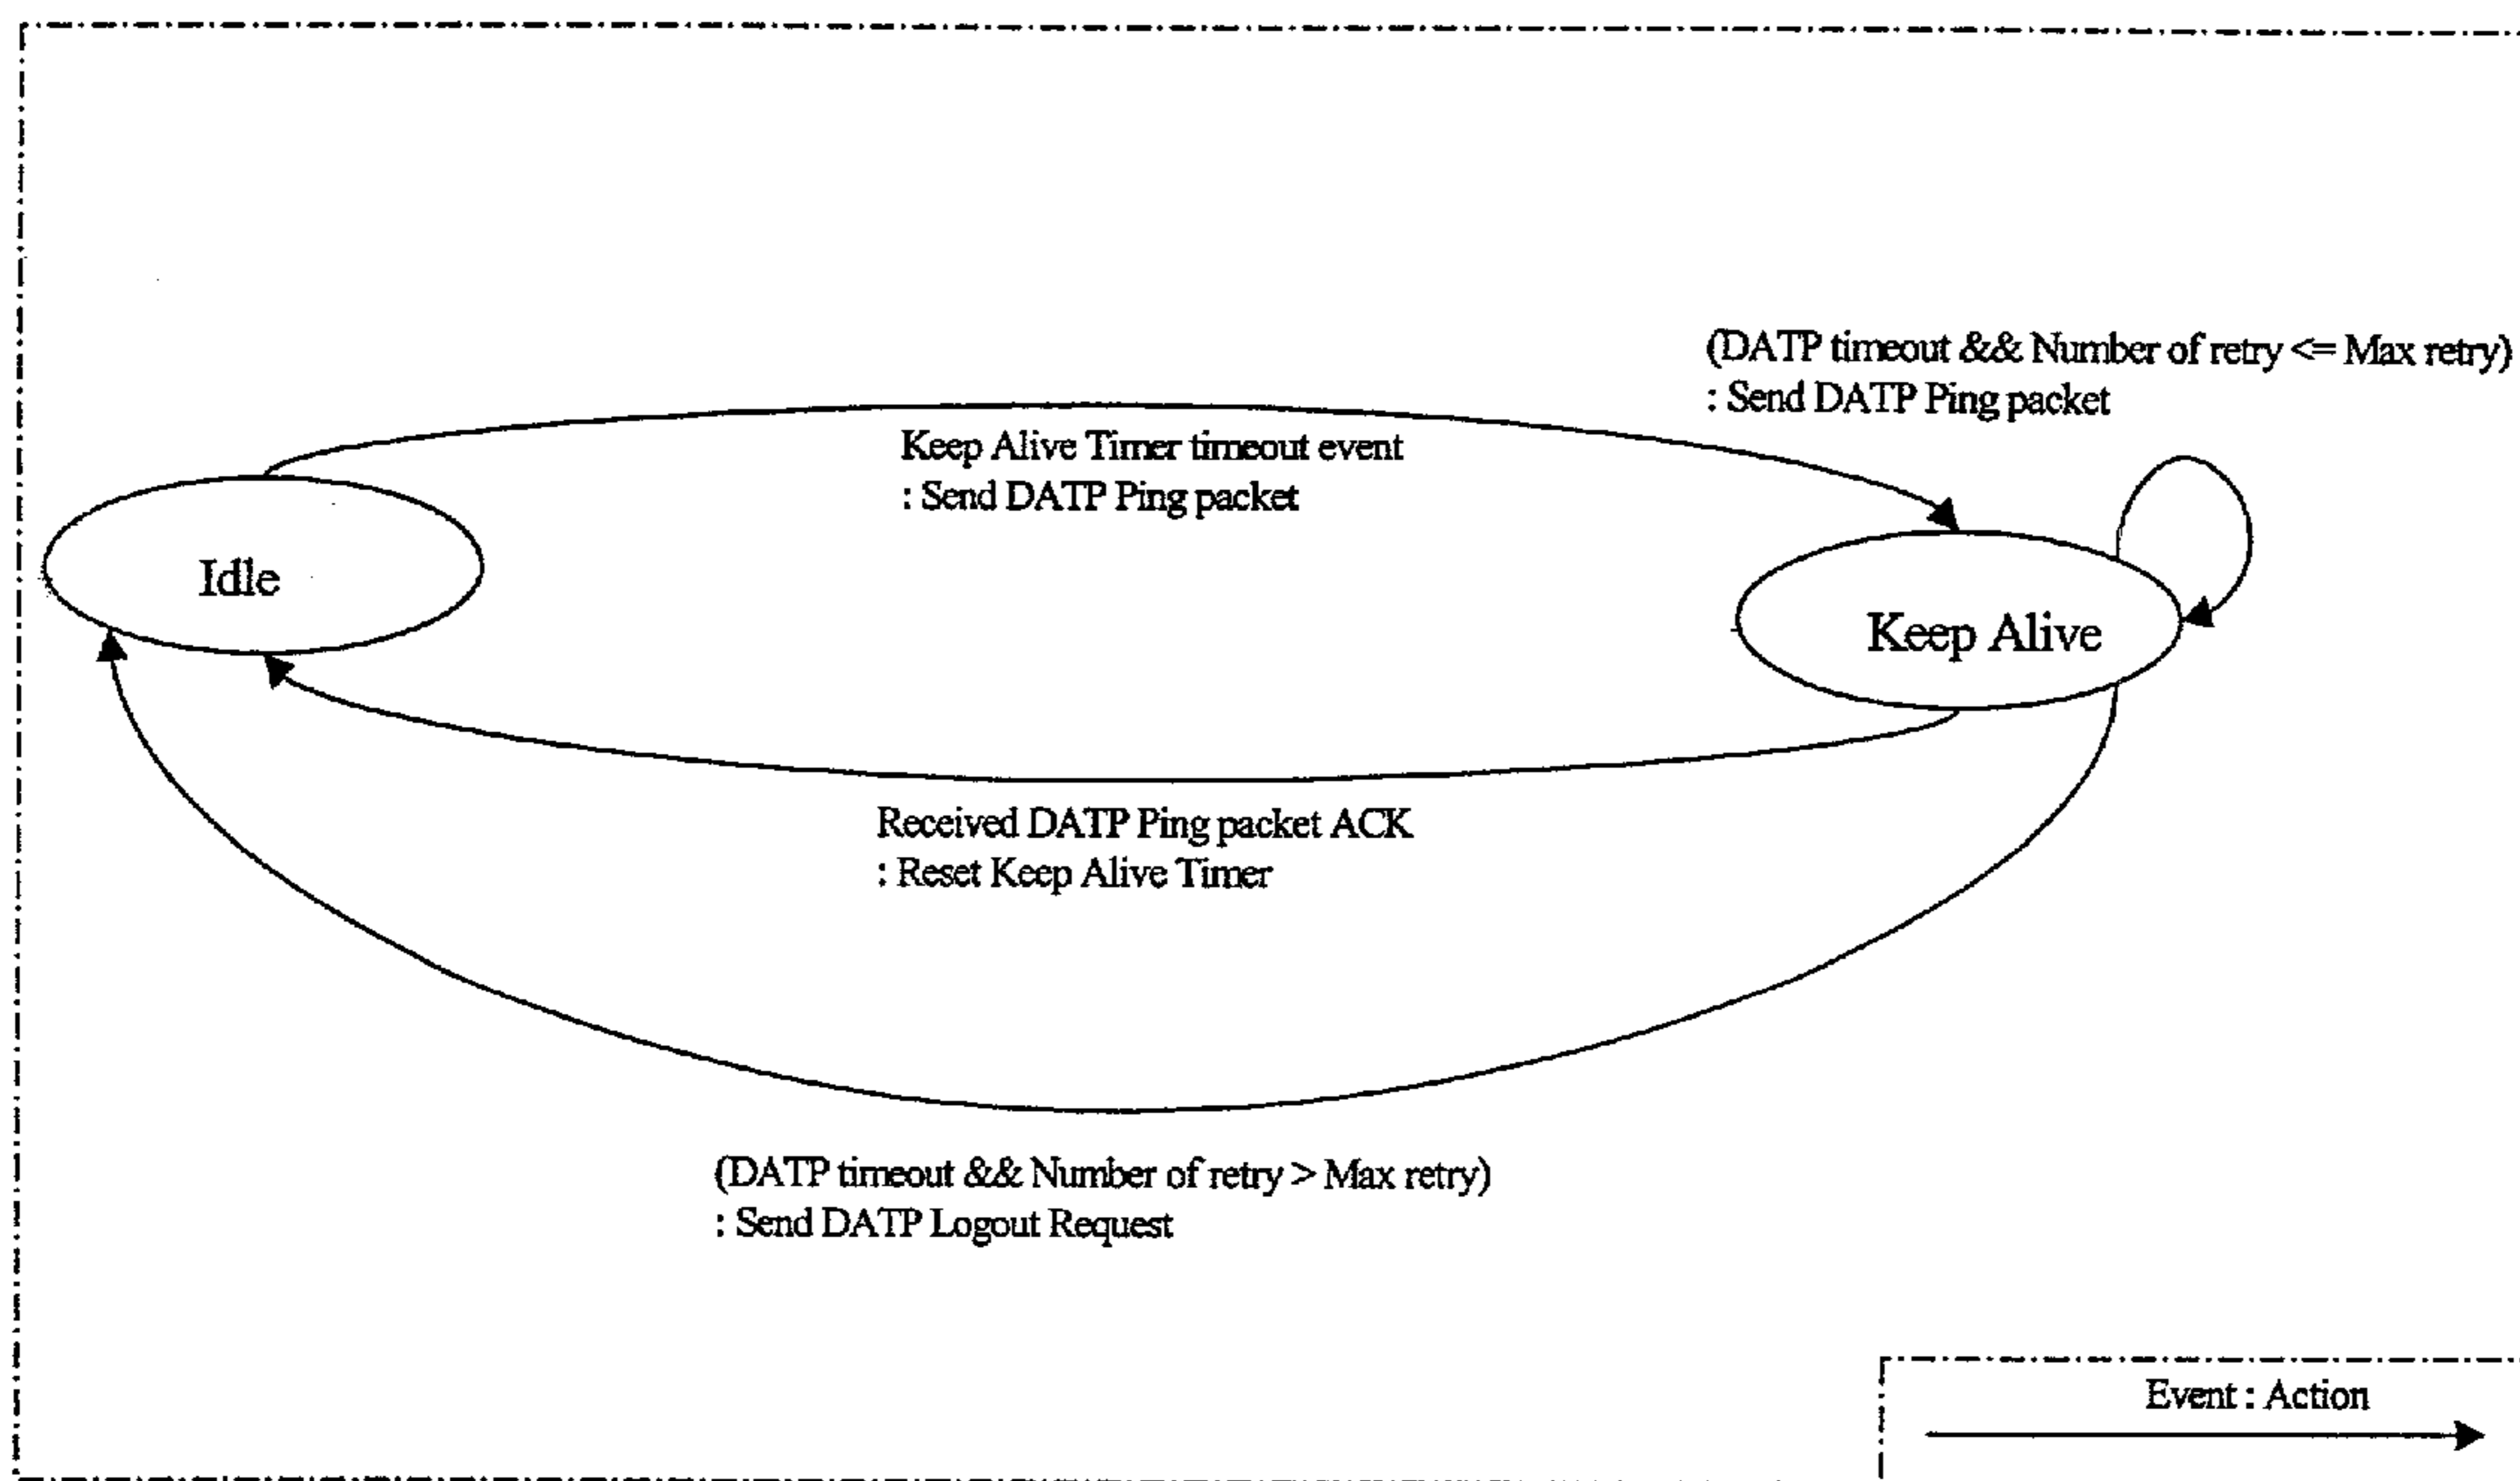 (DATP timeout && Number of retry <= Max retry)
: Send DATP Ping packet
Keep Alive Timer timeout event
: Send DATP Ping packet
Idle
Keep Alive
Received DATP Ping packet ACK
: Reset Keep Alive Timer
(DATP timeout && Number of retry > Max retry)
: Send DATP Logout Request
Event : Action